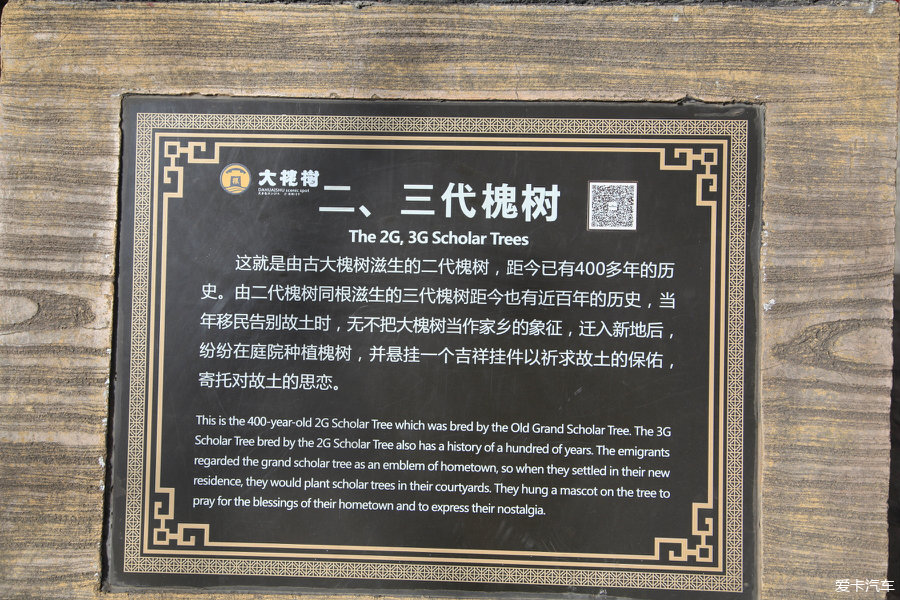 大槐树
DAHUAISHU scenic spot
二、三代槐树
The 2G, 3G Scholar Trees
这就是由古大槐树滋生的二代槐树，距今已有400多年的历
史。由二代槐树同根滋生的三代槐树距今也有近百年的历史，当
年移民告别故土时，无不把大槐树当作家乡的象征，迁入新地后，
纷纷在庭院种植槐树，并悬挂一个吉祥挂件以祈求故土的保佑，
寄托对故土的思恋。
This is the 400-year-old 2G Scholar Tree which was bred by the Old Grand Scholar Tree. The 3G
Scholar Tree bred by the 2G Scholar Tree also has a history of a hundred of years. The emigrants
regarded the grand scholar tree as an emblem of hometown, so when they settled in their new
residence, they would plant scholar trees in their courtyards. They hung a mascot on the tree to
pray for the blessings of their hometown and to express their nostalgia.
爱卡汽车